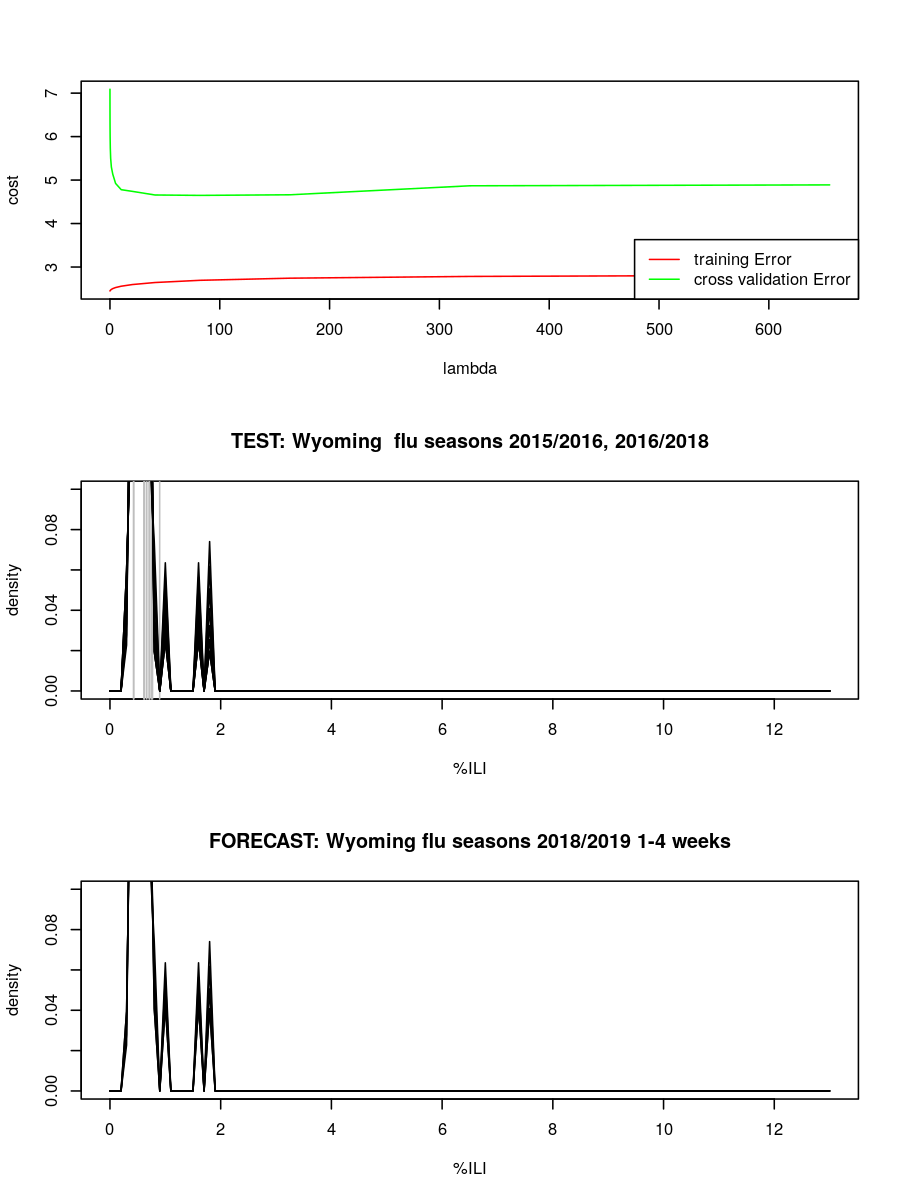 7
6
5
4
3
cost
training Error
cross validation Error
0 100 200 300 400 500 600
lambda
TEST: Wyoming  flu seasons 2015/2016, 2016/2018
0.08
0.04
0.00
density
0 2 4 6 8 10 12
%ILI
FORECAST: Wyoming flu seasons 2018/2019 1-4 weeks
0.08
0.04
0.00
density
0 2 4 6 8 10 12
%ILI